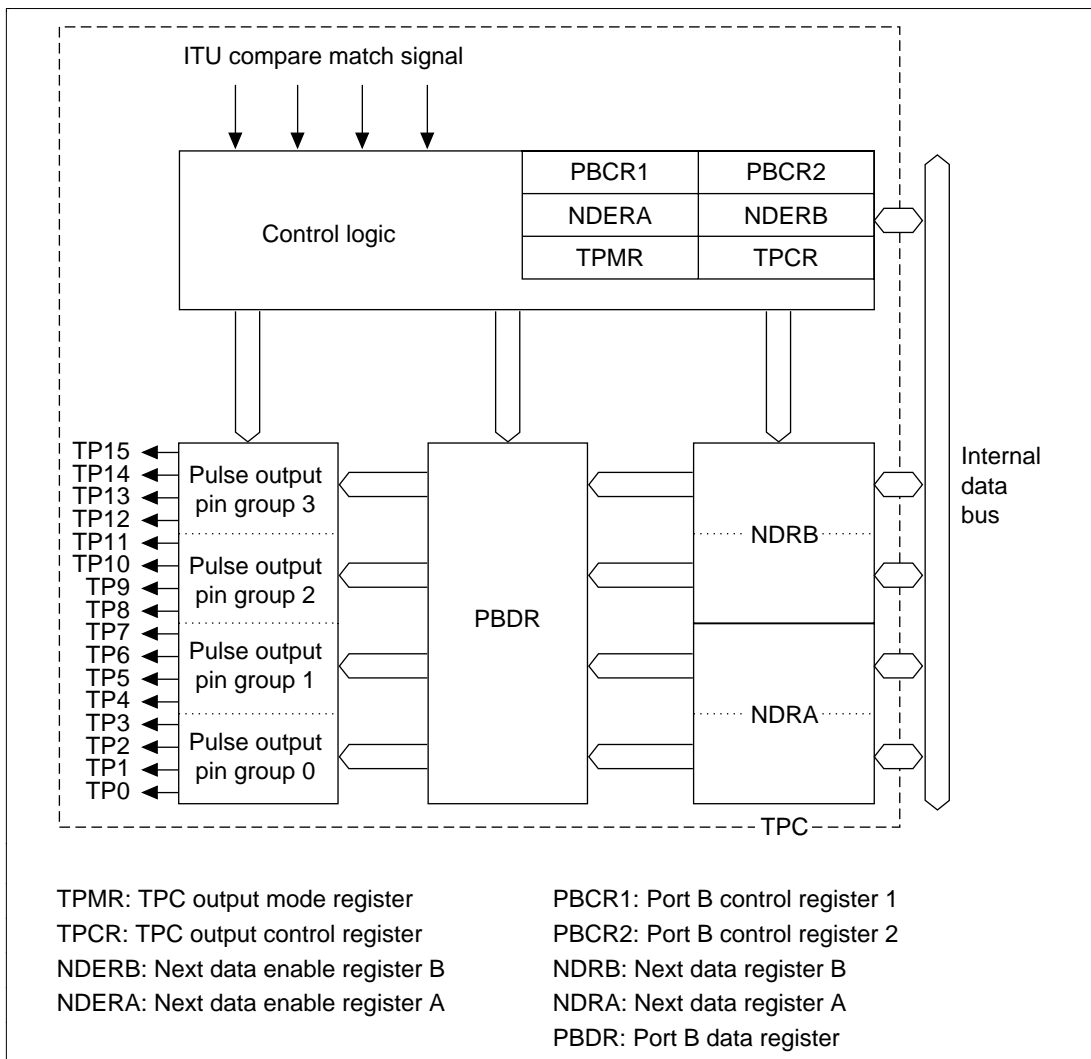 ITU compare match signal
Control logic
PBCR1
PBCR2
NDERA
NDERB
TPMR
TPCR
Internal
data
bus
TP15
TP14
TP13
TP12
TP11
TP10
TP9
TP8
TP7
TP6
TP5
TP4
TP3
TP2
TP1
TP0
Pulse output
pin group 3
Pulse output
pin group 2
Pulse output
pin group 1
Pulse output
pin group 0
PBDR
NDRB
NDRA
TPC
TPMR: TPC output mode register
TPCR: TPC output control register
NDERB: Next data enable register B
NDERA: Next data enable register A
PBCR1: Port B control register 1
PBCR2: Port B control register 2
NDRB: Next data register B
NDRA: Next data register A
PBDR: Port B data register